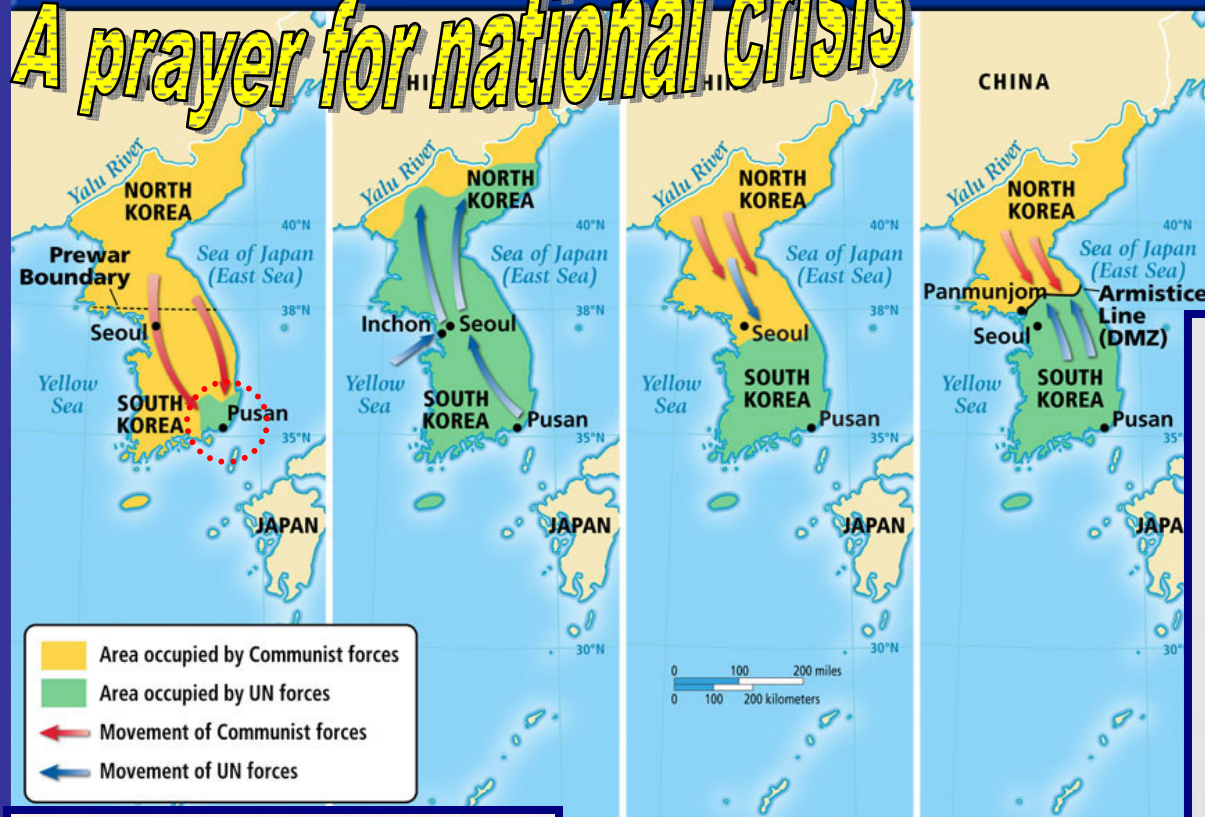 A prayer for national crisis
Yalu River
NORTH
KOREA
40°N
Prewar
Boundary
Sea of Japan
(East Sea)
38°N
Seoul
Yellow
Sea
SOUTH
KOREA
Pusan
35°N
JAPAN
Yalu River
NORTH
KOREA
40°N
Sea of Japan
(East Sea)
38°N
Inchon
Seoul
Yellow
Sea
SOUTH
KOREA
Pusan
35°N
JAPAN
30°N
Yalu River
NORTH
KOREA
40°N
Sea of Japan
(East Sea)
38°N
Seoul
Yellow
Sea
SOUTH
KOREA
Pusan
35°N
JAPAN
30°N
0 100 200 miles
0 100 200 kilometers
CHINA
Yalu River
NORTH
KOREA
40°N
Sea of Japan
(East Sea)
Panmunjom
38°N
Armistice
Line
(DMZ)
Seoul
Yellow
Sea
SOUTH
KOREA
Pusan
35°
JAPA
30°
Area occupied by Communist forces
Area occupied by UN forces
Movement of Communist forces
Movement of UN forces